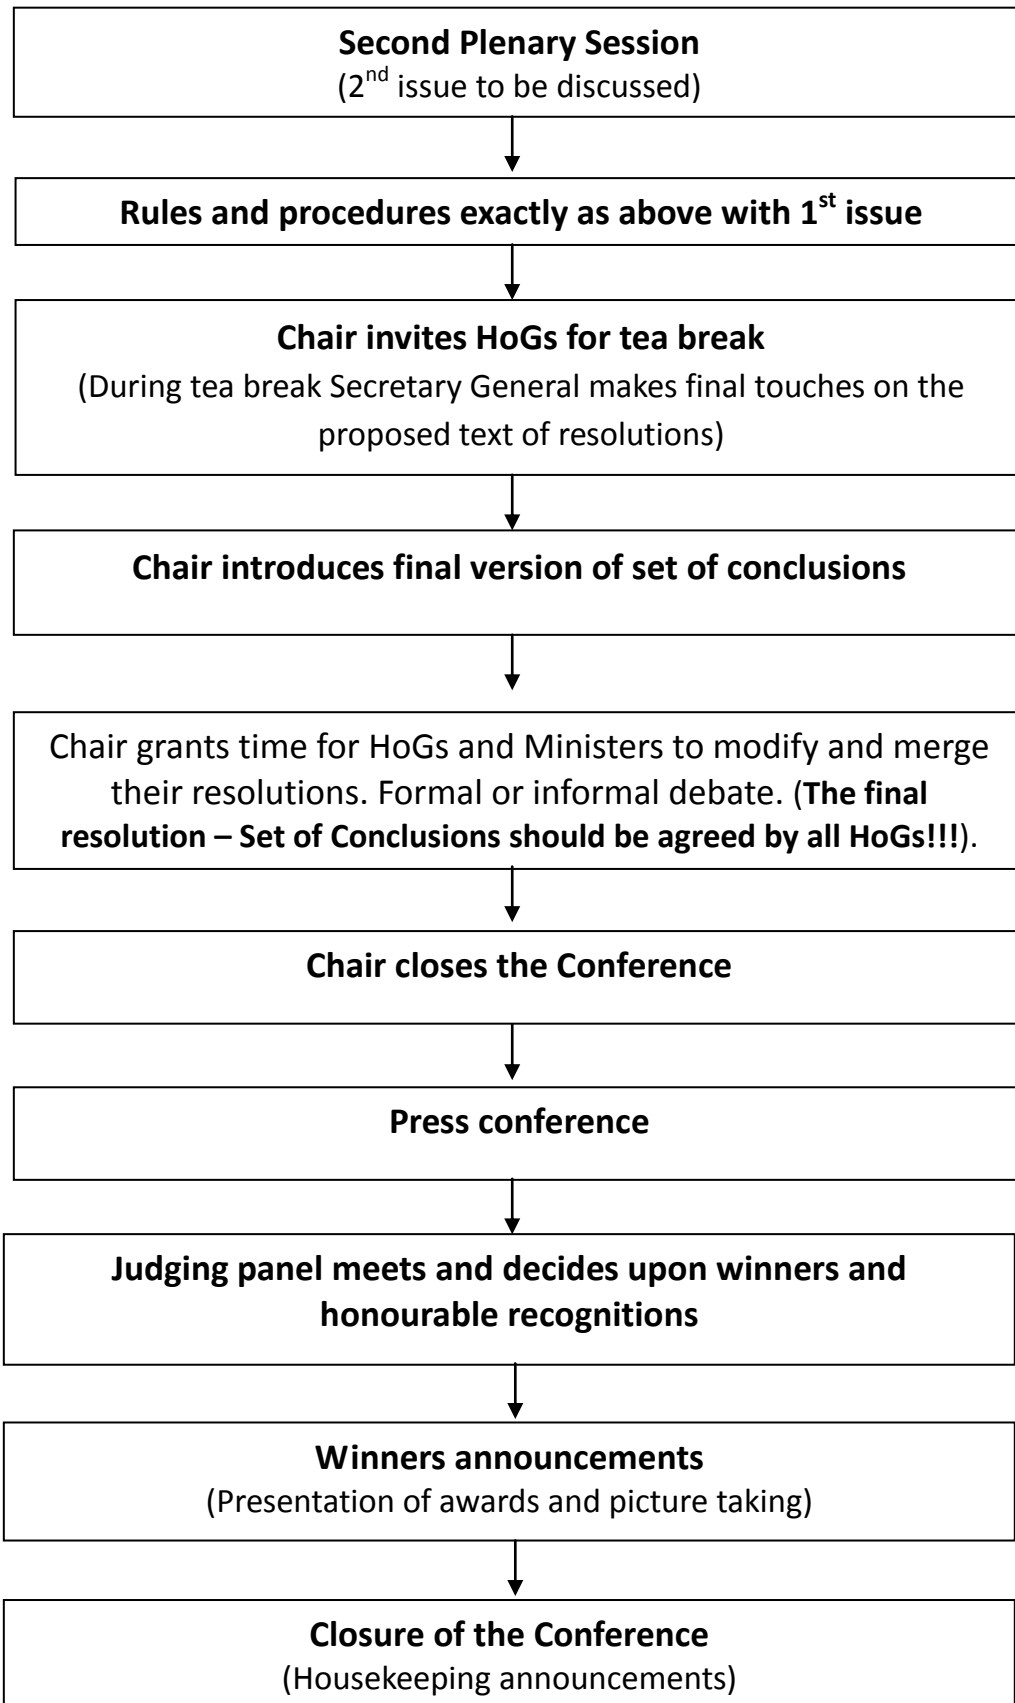 Second Plenary Session
(2nd issue to be discussed)
Rules and procedures exactly as above with 1st issue
Chair invites HoGs for tea break
(During tea break Secretary General makes final touches on the
proposed text of resolutions)
Chair introduces final version of set of conclusions
Chair grants time for HoGs and Ministers to modify and merge
their resolutions. Formal or informal debate. (The final
resolution – Set of Conclusions should be agreed by all HoGs!!!).
Chair closes the Conference
Press conference
Judging panel meets and decides upon winners and
honourable recognitions
Winners announcements
(Presentation of awards and picture taking)
Closure of the Conference
(Housekeeping announcements)